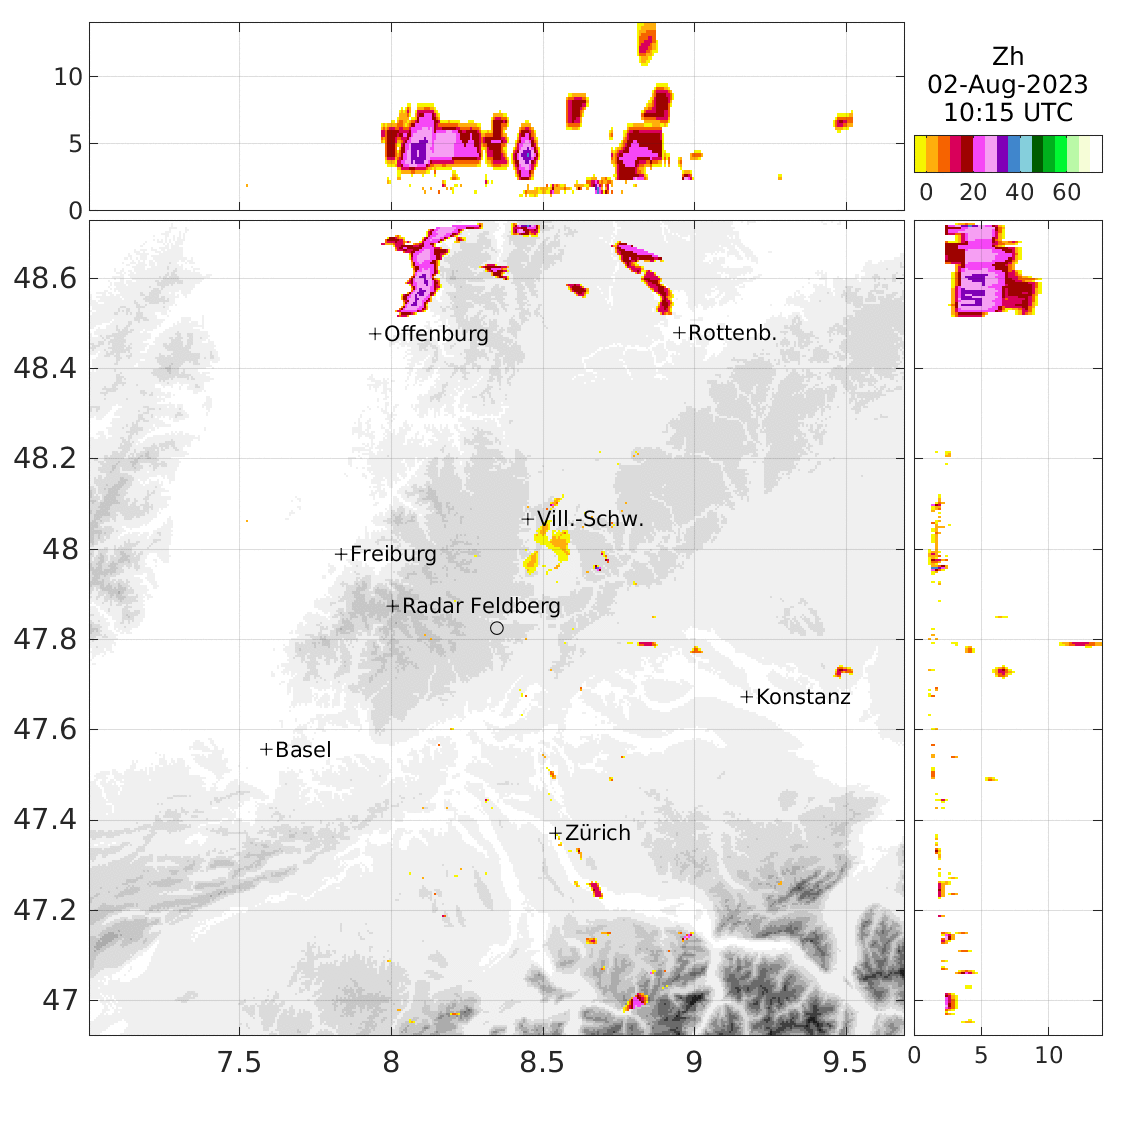 Zh
02-Aug-2023
10:15 UTC
0 20 40 60
10
5
0
48.6
48.4
48.2
48
47.8
47.6
47.4
47.2
47
Offenburg
Rottenb.
Vill.-Schw.
Freiburg
Radar Feldberg
Konstanz
Basel
Zürich
7.5 8 8.5 9 9.5
0 5 10